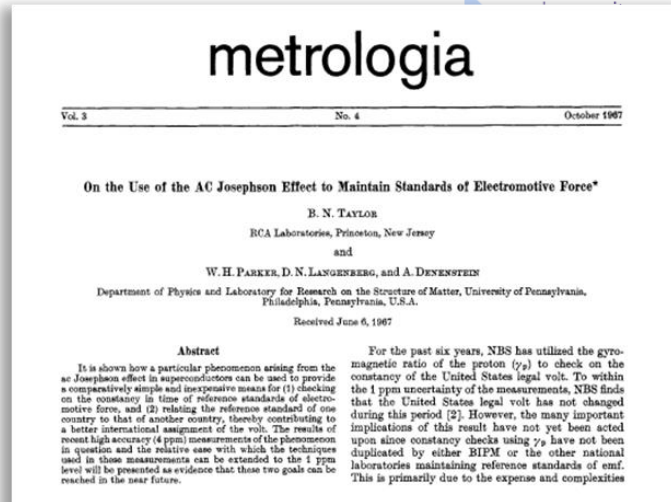 metrologia
Vol. 3 No. 4 October 1967
On the Use of the AC Josephson Effect to Maintain Standards of Electromotive Force*
B. N. TAYLOR
RCA Laboratories, Princeton, New Jersey
and
W. H. PARKER, D. N. LANGENBERG, and A. DENENSTEIN
Department of Physics and Laboratory for Research on the Structure of Matter, University of Pennsylvania,
Philadelphia, Pennsylvania, U.S.A.
Received June 6, 1967
Abstract
It is shown how a particular phenomenon arising from the
ac Josephson effect in superconductors can be used to provide
a comparatively simple and inexpensive means for (1) checking
on the constancy in time of reference standards of electro-
motive force, and (2) relating the reference standard of one
country to that of another country, thereby contributing to
a better international assignment of the volt. The results of
recent high accuracy (4 ppm) measurements of the phenomenon
in question and the relative ease with which the techniques
used in these measurements can be extended to the 1 ppm
level will be presented as evidence that these two goals can be
reached in the near future.
For the past six years, NBS has utilized the gyro-
magnetic ratio of the proton (γp) to check on the
constancy of the United States legal volt. To within
the 1 ppm uncertainty of the measurements, NBS finds
that the United States legal volt has not changed
during this period [2]. However, the many important
implications of this result have not yet been acted
upon since constancy checks using γp have not been
duplicated by either BIPM or the other national
laboratories maintaining reference standards of emf.
This is primarily due to the expense and complexities